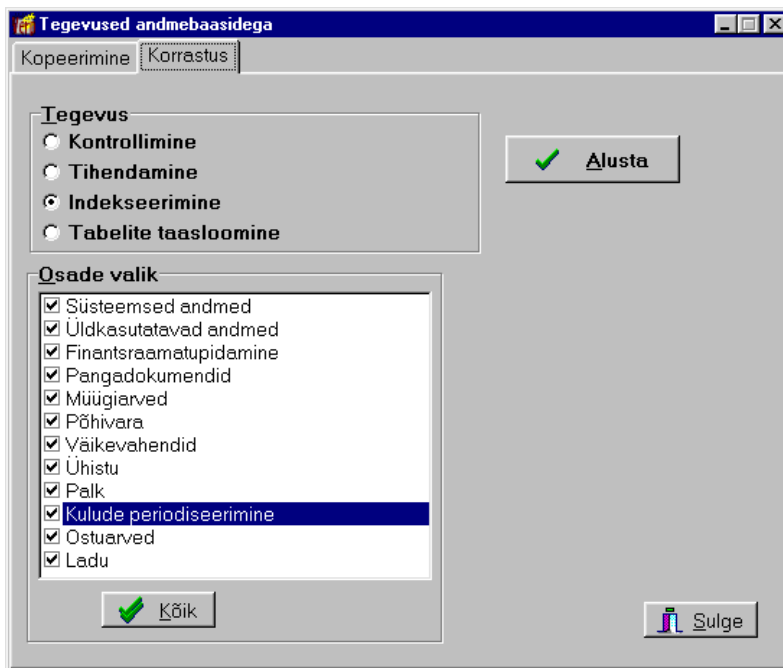 Tegevused andmebaasidega
Kopeerimine Korrastus
Tegevus
Kontrollimine
Tihendamine
Indekseerimine
Tabelite taasloomine
Alusta
Osade valik
Süsteemsed andmed
Üldkasutatavad andmed
Finantsraamatupidamine
Pangadokumendid
Müügiarved
Põhivara
Väikevahendid
Ühistu
Palk
Kulude periodiseerimine
Ostuarved
Ladu
Kõik
Sulge